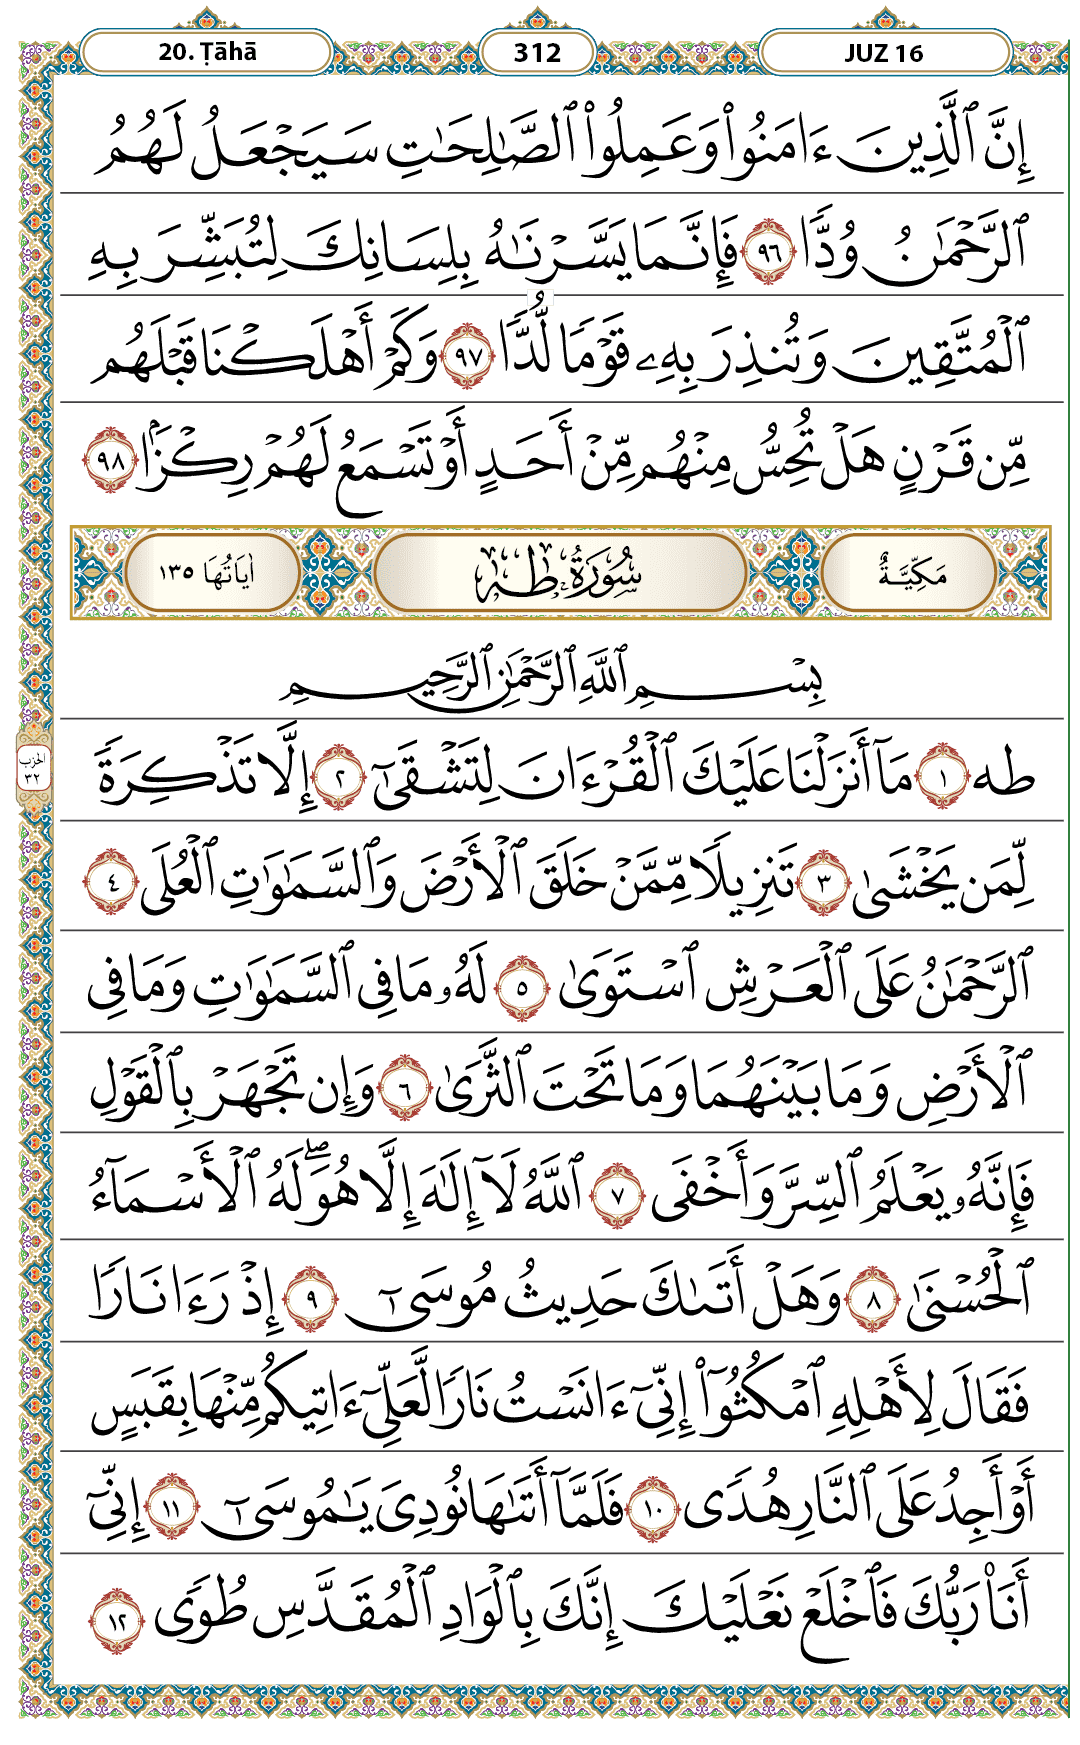 20. Ṭāhā
312
JUZ 16
إِنَّ ٱلَّذِينَ ءَامَنُوا۟ وَعَمِلُوا۟ ٱلصَّـٰلِحَـٰتِ سَيَجْعَلُ لَهُمُ
ٱلرَّحْمَـٰنُ وُدًّا ٩٦ فَإِنَّمَا يَسَّرْنَـٰهُ بِلِسَانِكَ لِتُبَشِّرَ بِهِ
ٱلْمُتَّقِينَ وَتُنذِرَ بِهِۦ قَوْمًا لُّدًّا ٩٧ وَكَمْ أَهْلَكْنَا قَبْلَهُم
مِّن قَرْنٍ هَلْ تُحِسُّ مِنْهُم مِّنْ أَحَدٍ أَوْ تَسْمَعُ لَهُمْ رِكْزًۢا ٩٨
مَكِّيَّةٌ
سُورَةُ طه
اٰيَاتُهَا ١٣٥
بِسْمِ ٱللَّهِ ٱلرَّحْمَـٰنِ ٱلرَّحِيمِ
الحزب
٣٢
طه ١ مَآ أَنزَلْنَا عَلَيْكَ ٱلْقُرْءَانَ لِتَشْقَىٰٓ ٢ إِلَّا تَذْكِرَةً
لِّمَن يَخْشَىٰ ٣ تَنزِيلًا مِّمَّنْ خَلَقَ ٱلْأَرْضَ وَٱلسَّمَـٰوَٰتِ ٱلْعُلَى ٤
ٱلرَّحْمَـٰنُ عَلَى ٱلْعَرْشِ ٱسْتَوَىٰ ٥ لَهُۥ مَا فِى ٱلسَّمَـٰوَٰتِ وَمَا فِى
ٱلْأَرْضِ وَمَا بَيْنَهُمَا وَمَا تَحْتَ ٱلثَّرَىٰ ٦ وَإِن تَجْهَرْ بِٱلْقَوْلِ
فَإِنَّهُۥ يَعْلَمُ ٱلسِّرَّ وَأَخْفَى ٧ ٱللَّهُ لَآ إِلَـٰهَ إِلَّا هُوَ ۖ لَهُ ٱلْأَسْمَآءُ
ٱلْحُسْنَىٰ ٨ وَهَلْ أَتَىٰكَ حَدِيثُ مُوسَىٰٓ ٩ إِذْ رَءَا نَارًا
فَقَالَ لِأَهْلِهِ ٱمْكُثُوٓا۟ إِنِّىٓ ءَانَسْتُ نَارًا لَّعَلِّىٓ ءَاتِيكُم مِّنْهَا بِقَبَسٍ
أَوْ أَجِدُ عَلَى ٱلنَّارِ هُدًى ١٠ فَلَمَّآ أَتَىٰهَا نُودِىَ يَـٰمُوسَىٰٓ ١١ إِنِّىٓ
أَنَا۠ رَبُّكَ فَٱخْلَعْ نَعْلَيْكَ إِنَّكَ بِٱلْوَادِ ٱلْمُقَدَّسِ طُوًى ١٢